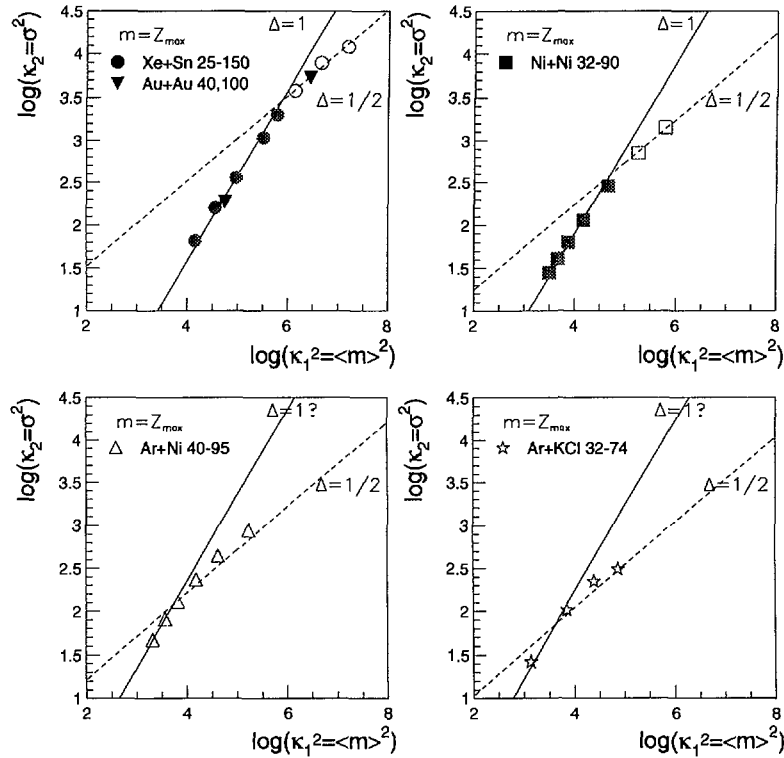 log(κ₂=σ²)
4.5
4
3.5
3
2.5
2
1.5
1
m=Z_max
Xe+Sn 25-150
Au+Au 40,100
Δ=1
Δ=1/2
2
4
6
8
log(κ₁²=<m>²)
log(κ₂=σ²)
4.5
4
3.5
3
2.5
2
1.5
1
m=Z_max
Ni+Ni 32-90
Δ=1
Δ=1/2
2
4
6
8
log(κ₁²=<m>²)
log(κ₂=σ²)
4.5
4
3.5
3
2.5
2
1.5
1
m=Z_max
Ar+Ni 40-95
Δ=1?
Δ=1/2
2
4
6
8
log(κ₁²=<m>²)
log(κ₂=σ²)
4.5
4
3.5
3
2.5
2
1.5
1
m=Z_max
Ar+KCl 32-74
Δ=1?
Δ=1/2
2
4
6
8
log(κ₁²=<m>²)